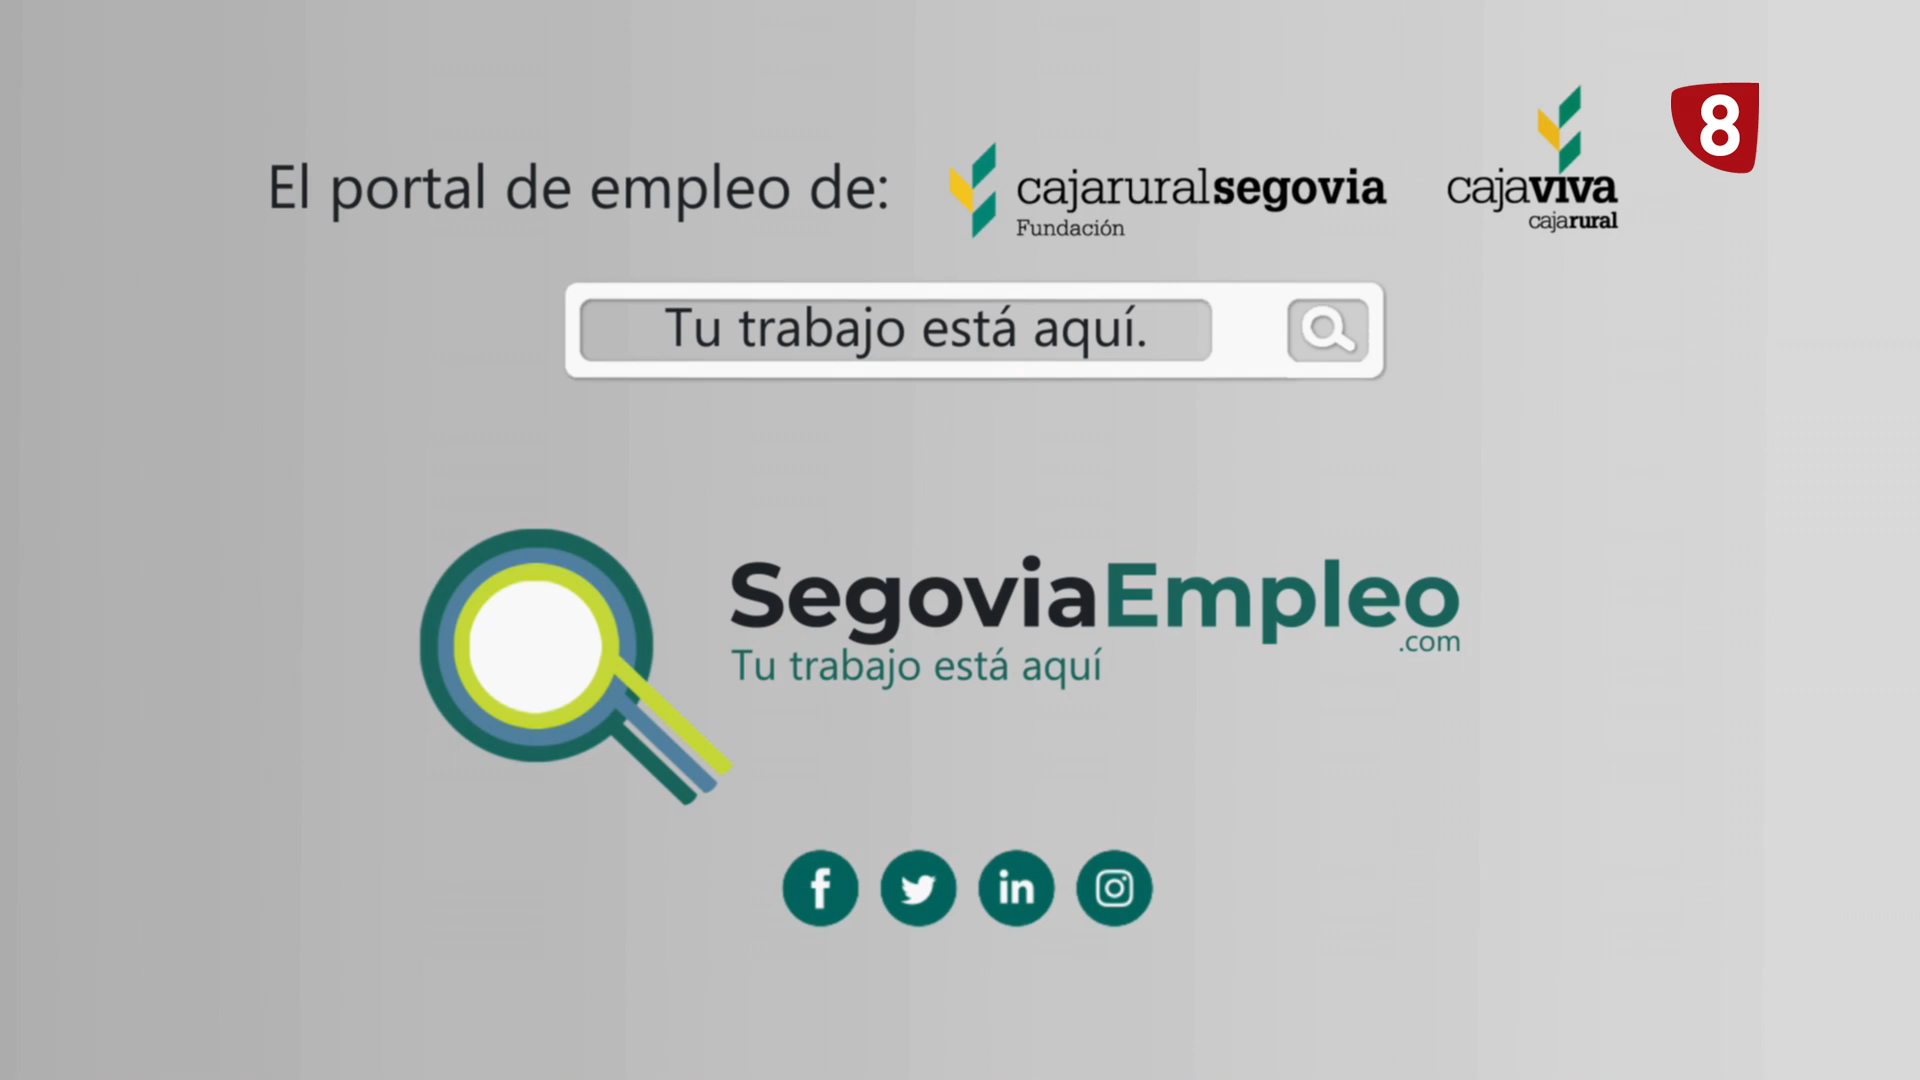 El portal de empleo de:
cajaruralsegovia
Fundación
cajaviva
cajarural
8
Tu trabajo está aquí.
SegoviaEmpleo
.com
Tu trabajo está aquí